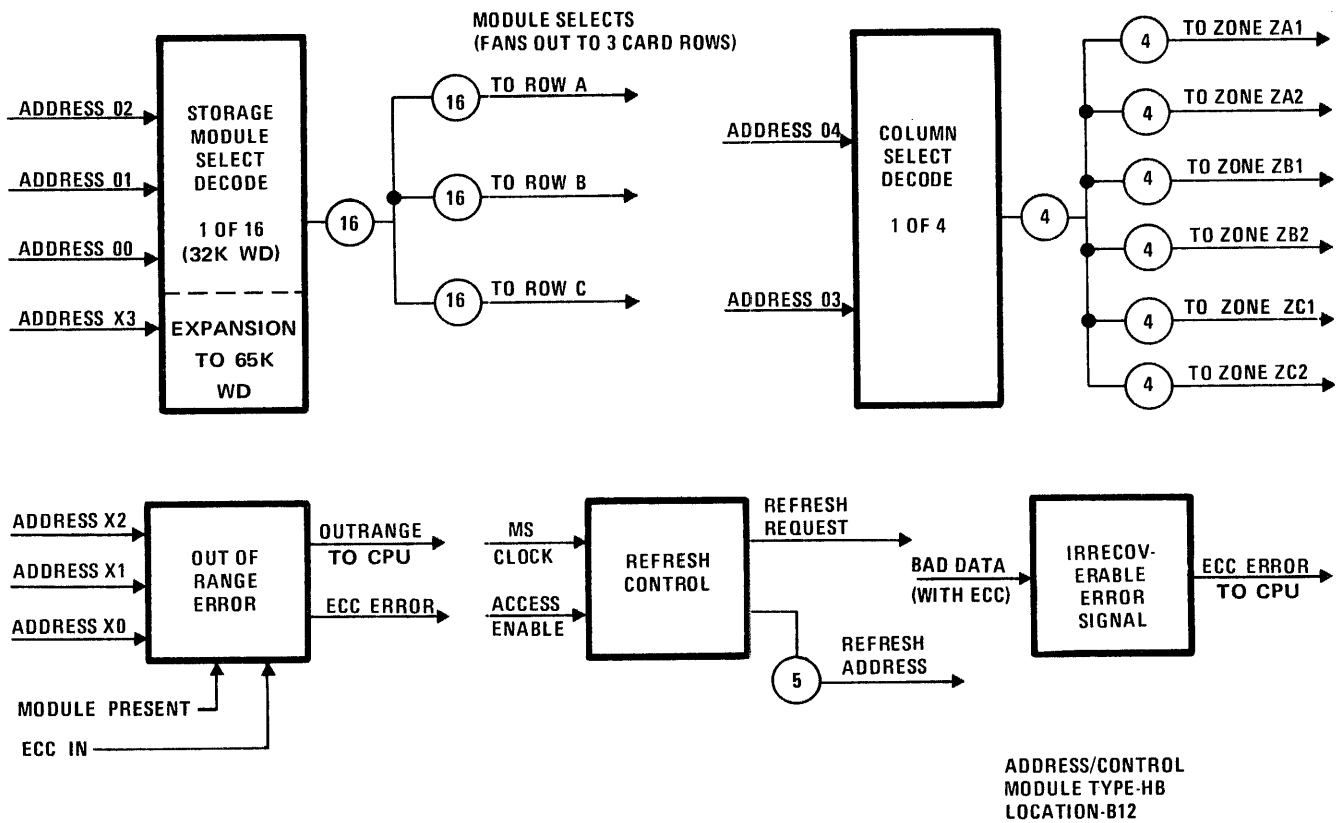 MODULE SELECTS
(FANS OUT TO 3 CARD ROWS)
ADDRESS 02
ADDRESS 01
ADDRESS 00
ADDRESS X3
STORAGE
MODULE
SELECT
DECODE
1 OF 16
(32K WD)
EXPANSION
TO 65K
WD
16
16
TO ROW A
16
TO ROW B
16
TO ROW C
ADDRESS 04
ADDRESS 03
COLUMN
SELECT
DECODE
1 OF 4
4
4
TO ZONE ZA1
4
TO ZONE ZA2
4
TO ZONE ZB1
4
TO ZONE ZB2
4
TO ZONE ZC1
4
TO ZONE ZC2
ADDRESS X2
ADDRESS X1
ADDRESS X0
MODULE PRESENT
ECC IN
OUT OF
RANGE
ERROR
OUTRANGE
TO CPU
ECC ERROR
MS
CLOCK
ACCESS
ENABLE
REFRESH
CONTROL
REFRESH
REQUEST
5
REFRESH
ADDRESS
BAD DATA
(WITH ECC)
IRRECOV-
ERABLE
ERROR
SIGNAL
ECC ERROR
TO CPU
ADDRESS/CONTROL
MODULE TYPE-HB
LOCATION-B12